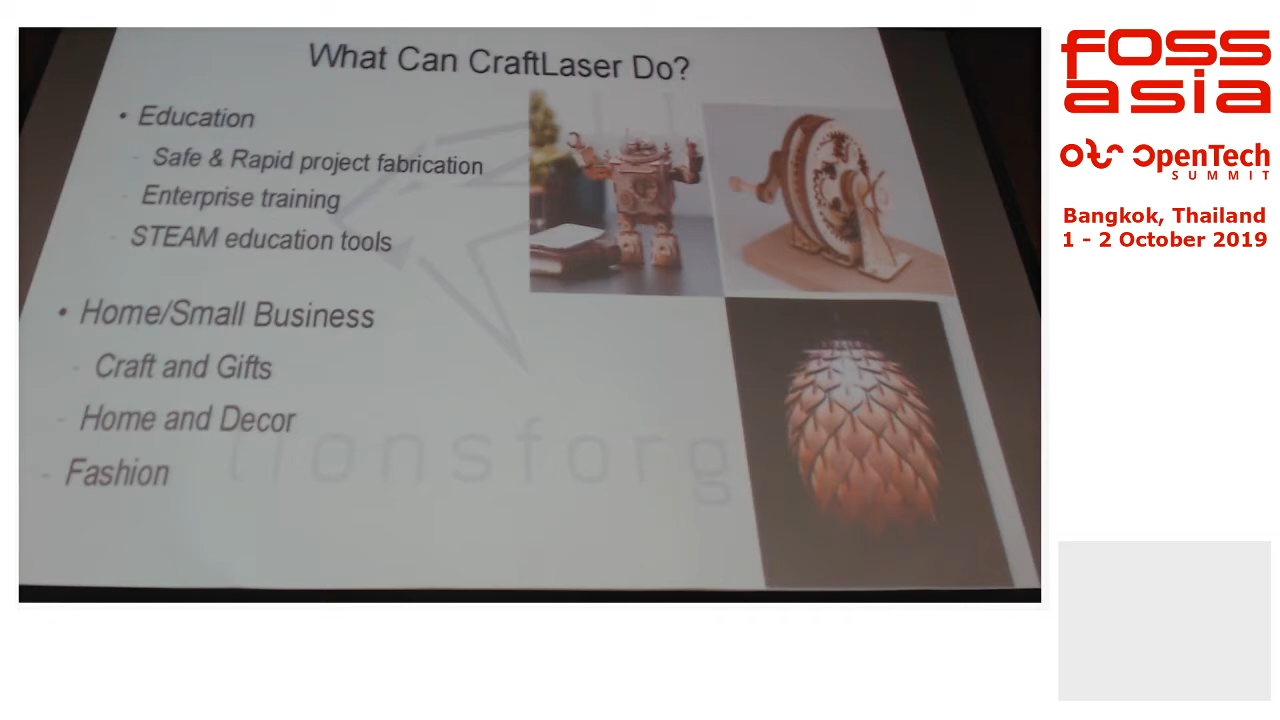 What Can CraftLaser Do?
• Education
- Safe & Rapid project fabrication
- Enterprise training
- STEAM education tools
• Home/Small Business
- Craft and Gifts
- Home and Decor
- Fashion
lionsforg
fOSS
asia
OpenTech
SUMMIT
Bangkok, Thailand
1 - 2 October 2019